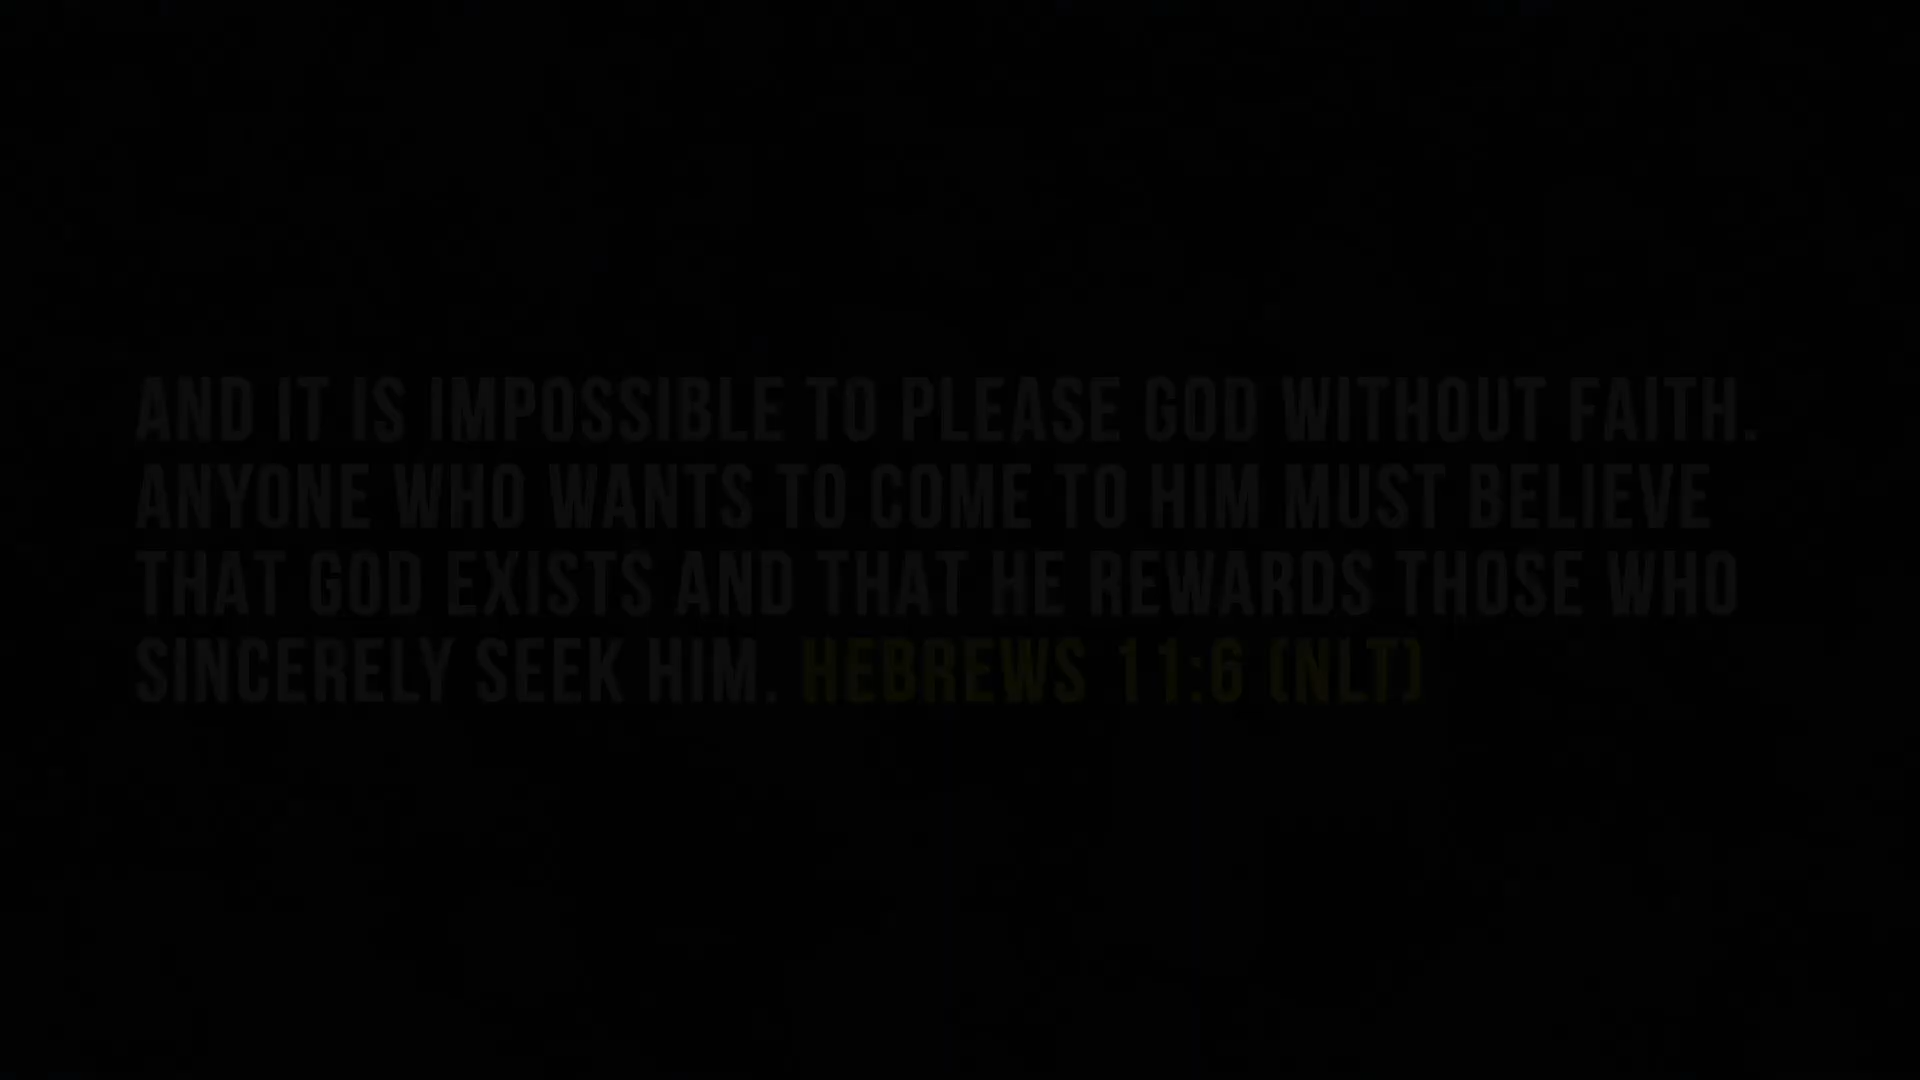 AND IT IS IMPOSSIBLE TO PLEASE GOD WITHOUT FAITH.
ANYONE WHO WANTS TO COME TO HIM MUST BELIEVE
THAT GOD EXISTS AND THAT HE REWARDS THOSE WHO
SINCERELY SEEK HIM. HEBREWS 11:6 (NLT)